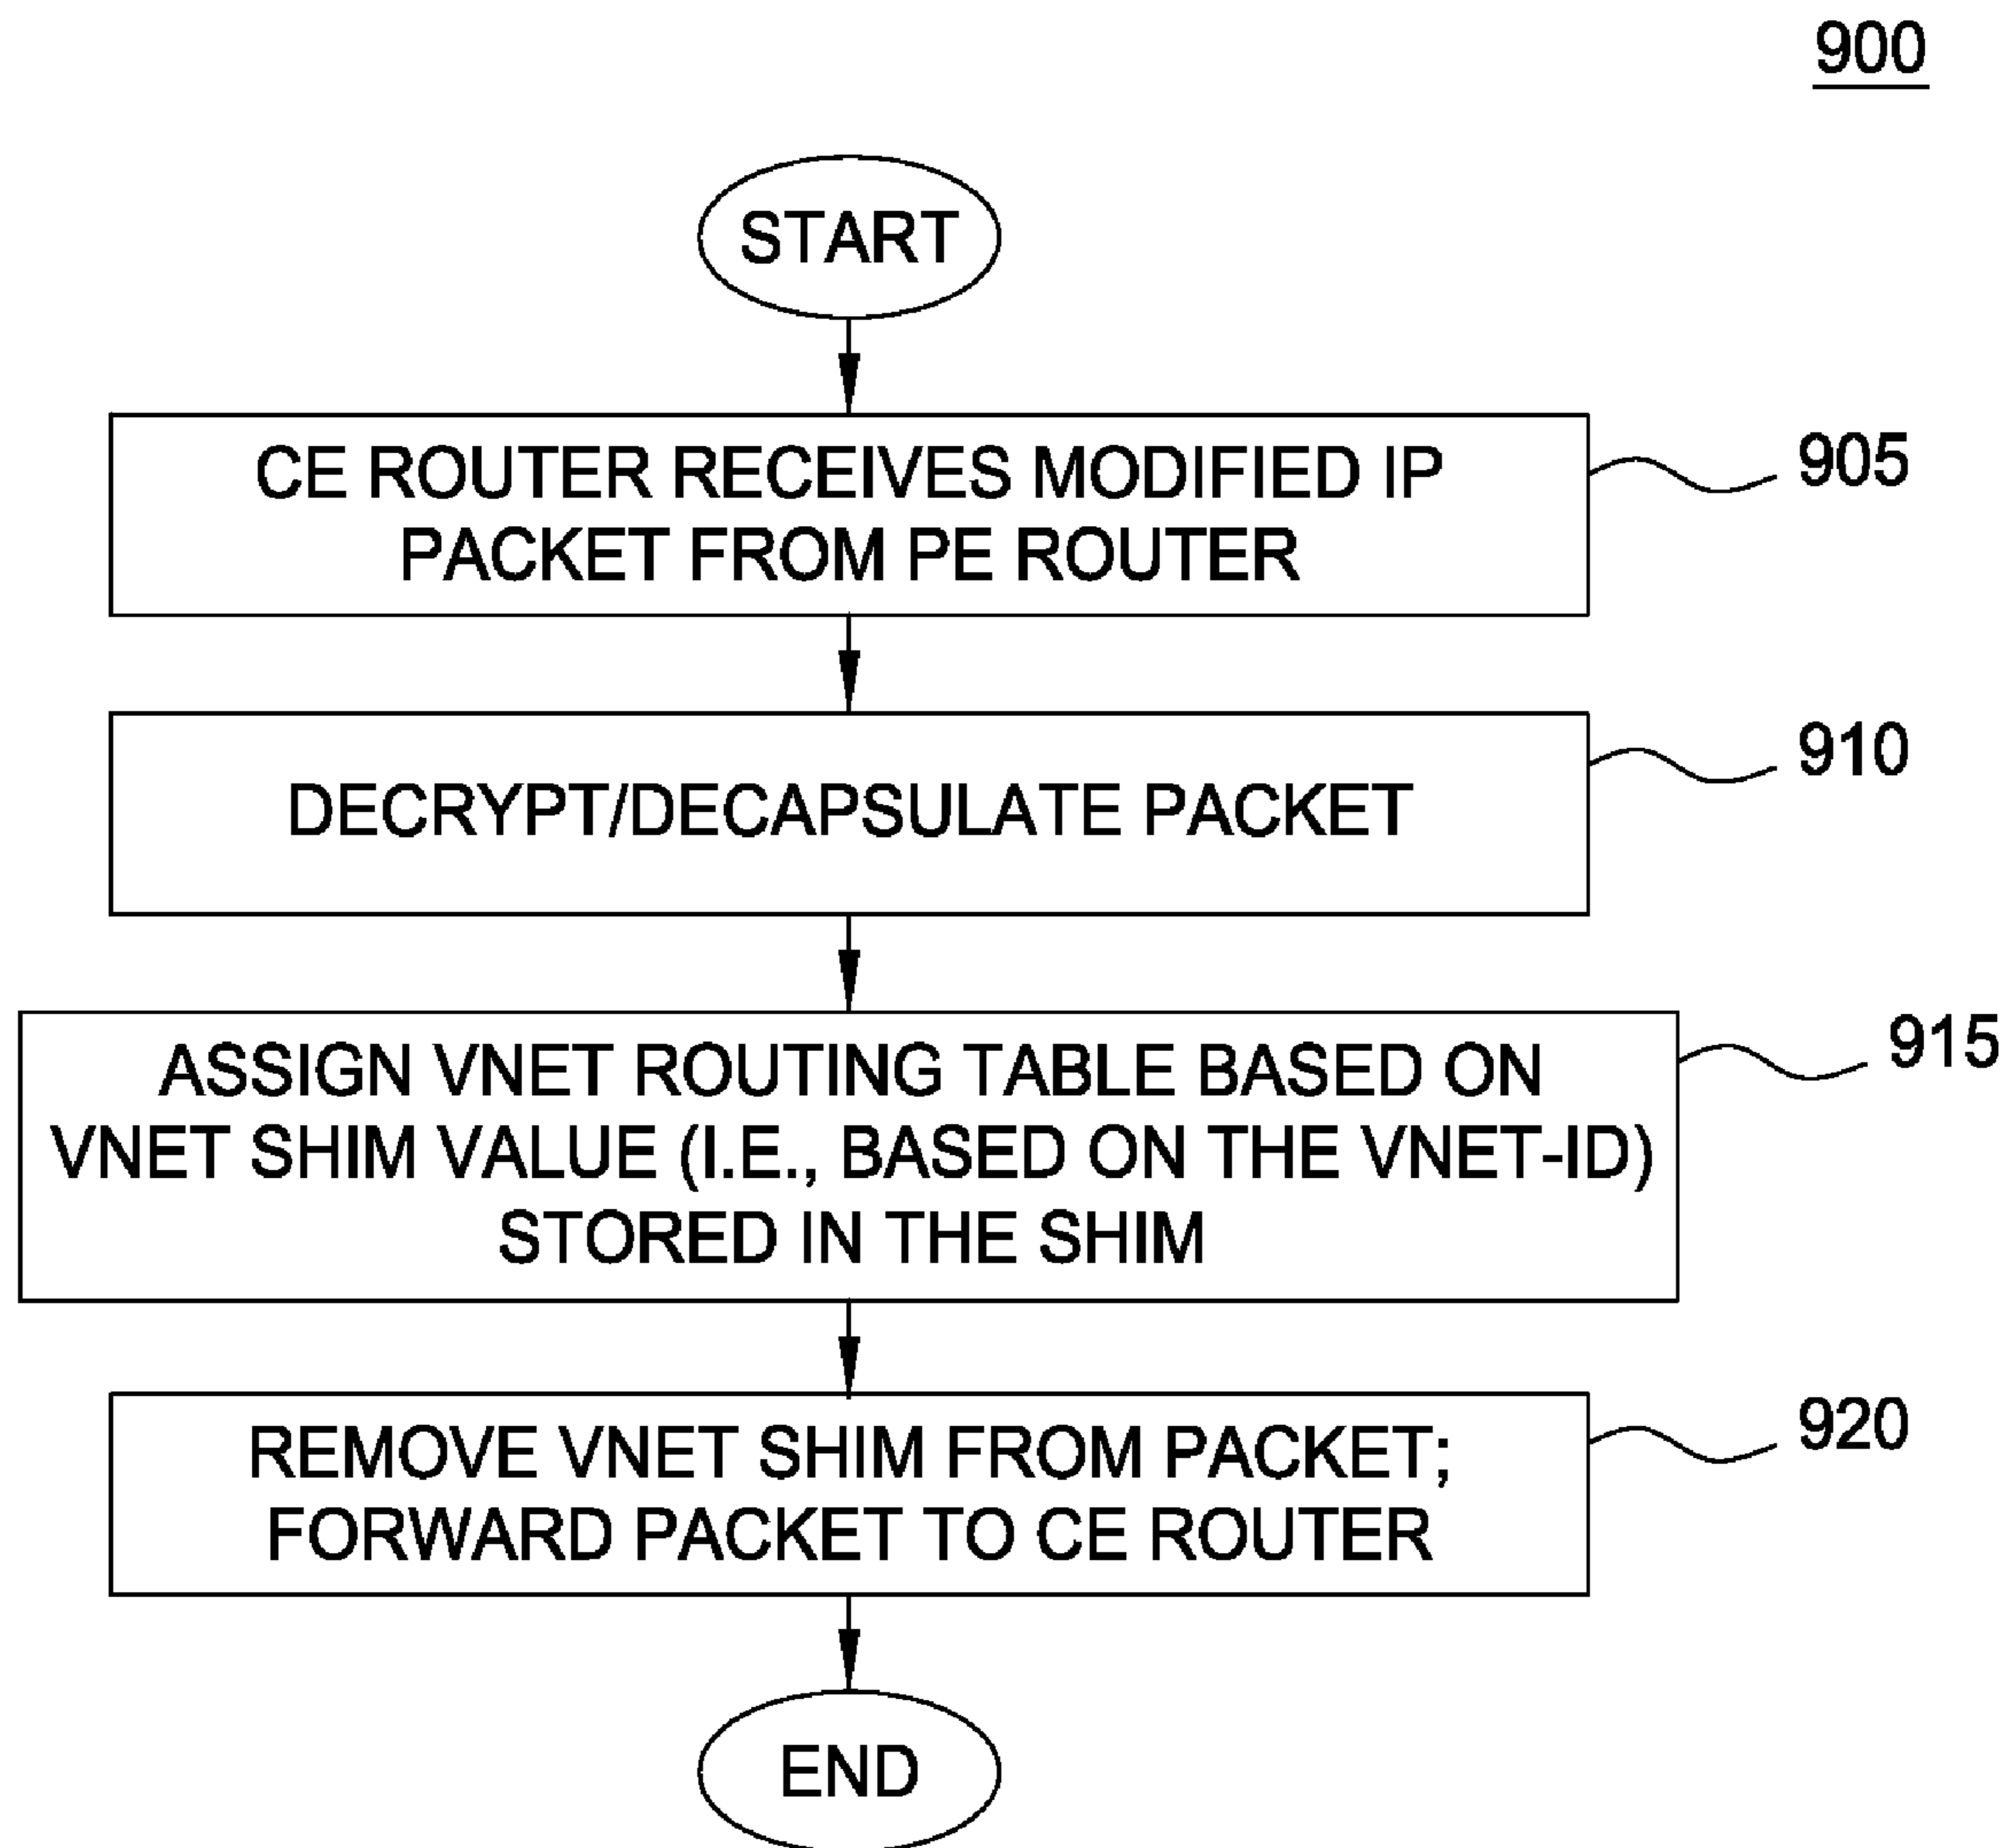 900
START
CE ROUTER RECEIVES MODIFIED IP
PACKET FROM PE ROUTER
905
DECRYPT/DECAPSULATE PACKET
910
ASSIGN VNET ROUTING TABLE BASED ON
VNET SHIM VALUE (I.E., BASED ON THE VNET-ID)
STORED IN THE SHIM
915
REMOVE VNET SHIM FROM PACKET;
FORWARD PACKET TO CE ROUTER
920
END